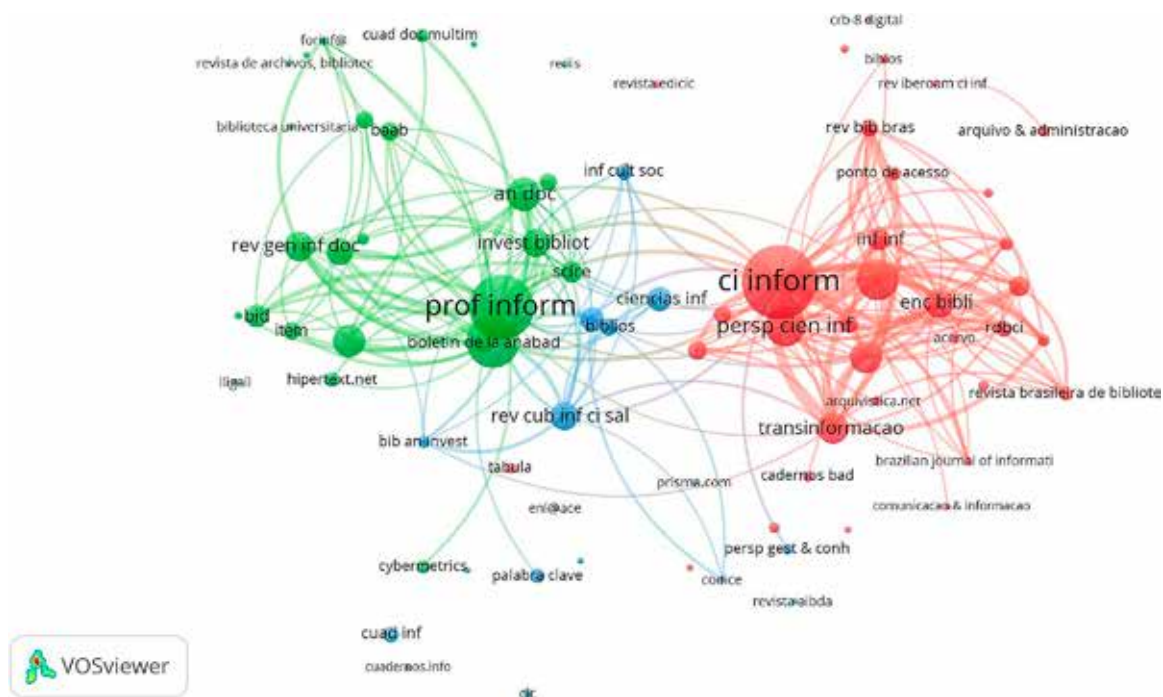 crb-8 digital
forinf@
cuad doc multim
biblios
revista de archivos, bibliotec
revista edicic
rev iberoam ci inf
biblioteca universitaria
baab
rev bib bras
arquivo & administracao
inf cult soc
ponto de acesso
an doc
rev gen inf doc
invest bibliot
inf inf
scire
ci inform
prof inform
ciencias inf
enc bibli
bid
item
biblios
persp cien inf
rdbci
boletin de la anabad
acervo
hipertext.net
revista brasileira de bibliote
arquivistica.net
rev cub inf ci sal
transinformacao
bib an invest
tabula
brazilian journal of informati
cadernos bad
prisma.com
enl@ce
comunicacao & informacao
persp gest & conh
cybermetrics
palabra clave
revista aibda
cuad inf
VOSviewer
cuadernos.info